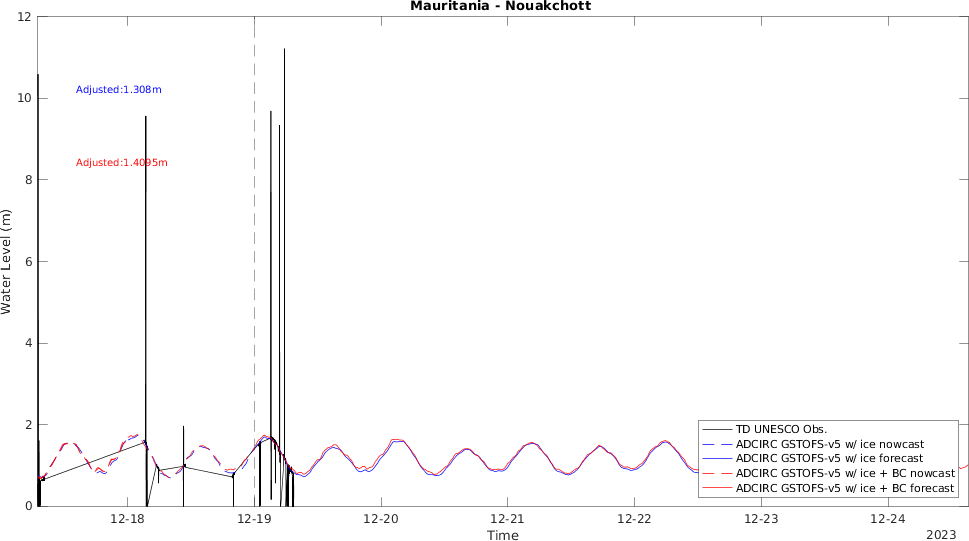 Mauritania - Nouakchott
12
10
8
6
4
2
0
Water Level (m)
Adjusted:1.308m
Adjusted:1.4095m
TD UNESCO Obs.
ADCIRC GSTOFS-v5 w/ ice nowcast
ADCIRC GSTOFS-v5 w/ ice forecast
ADCIRC GSTOFS-v5 w/ ice + BC nowcast
ADCIRC GSTOFS-v5 w/ ice + BC forecast
12-18 12-19 12-20 12-21 12-22 12-23 12-24
Time
2023